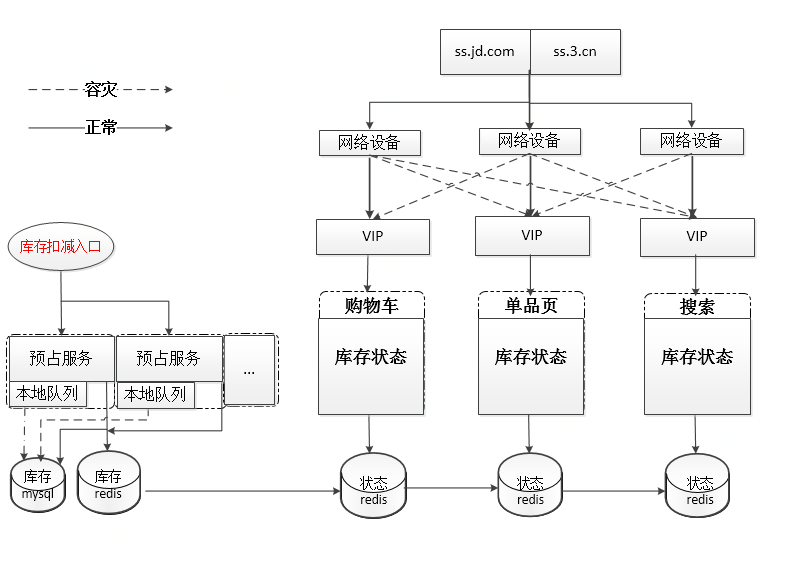 ss.jd.com
ss.3.cn
容灾
正常
网络设备
网络设备
网络设备
VIP
VIP
VIP
库存扣减入口
购物车
单品页
搜索
预占服务
预占服务
...
库存状态
库存状态
库存状态
本地队列
本地队列
库存
mysql
库存
redis
状态
redis
状态
redis
状态
redis